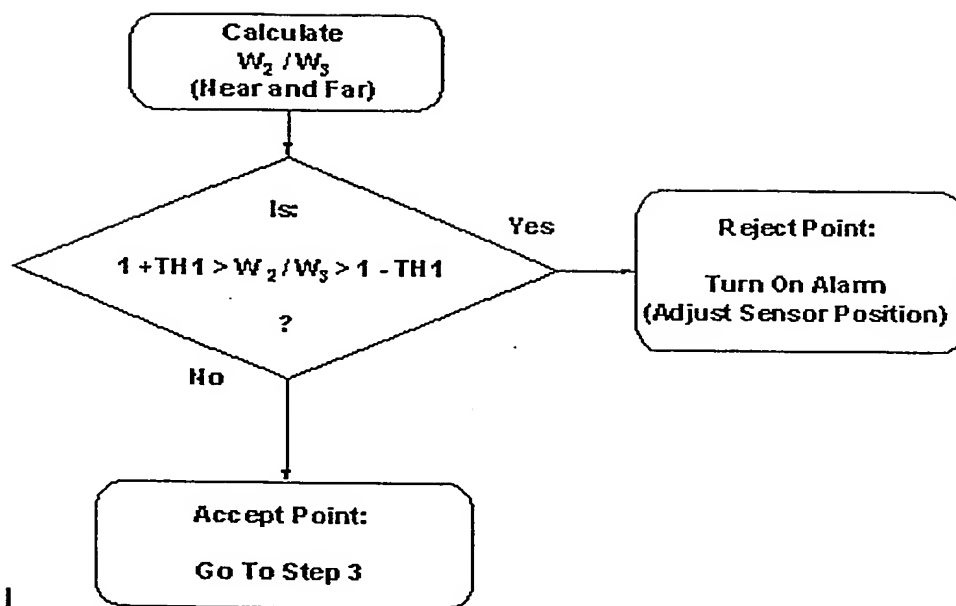 Calculate
W₂ / W₃
(Near and Far)
Is:
1 + TH1 > W₂ / W₃ > 1 - TH1
?
Yes
Reject Point:
Turn On Alarm
(Adjust Sensor Position)
No
Accept Point:
Go To Step 3